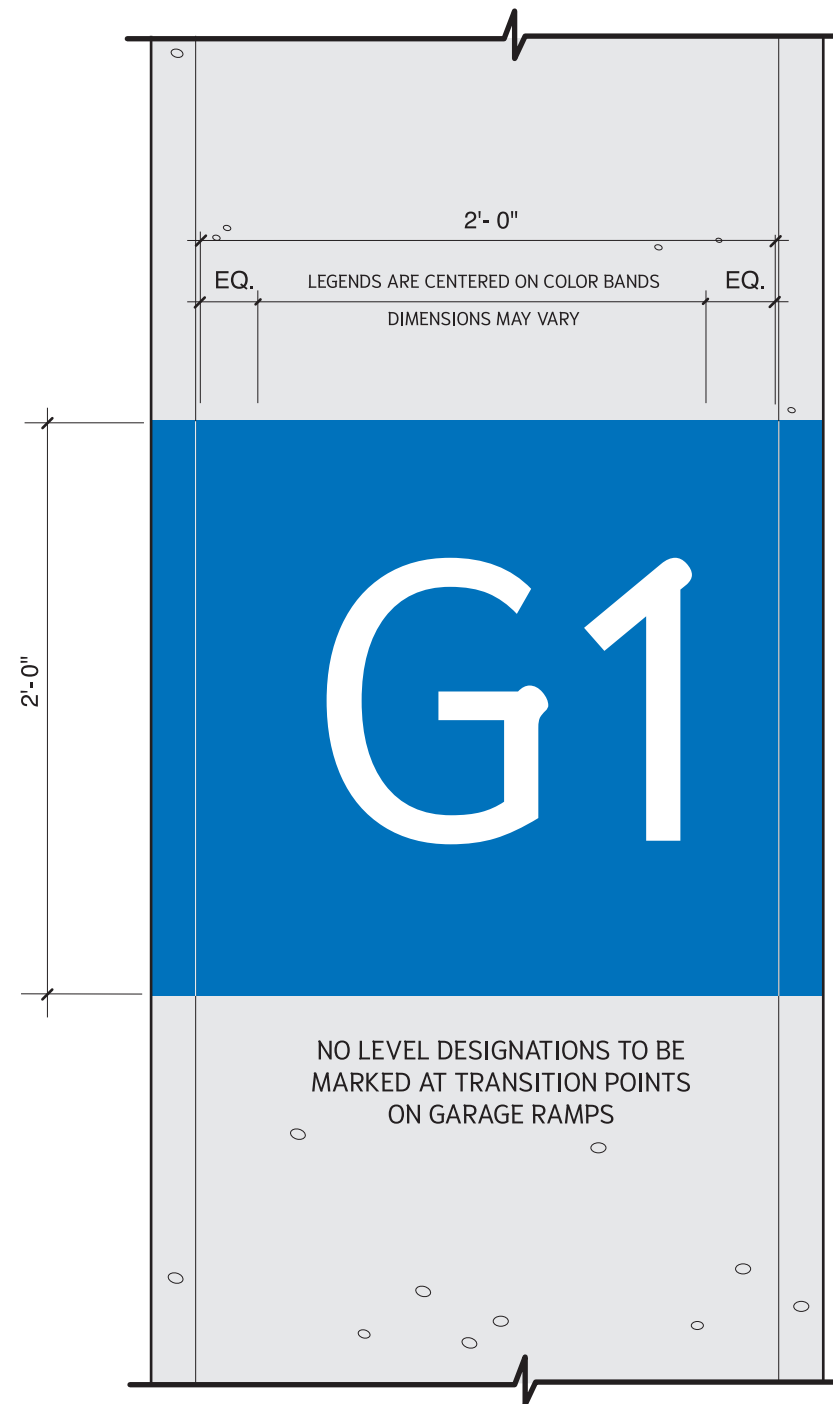 2'- 0"
EQ.
LEGENDS ARE CENTERED ON COLOR BANDS
EQ.
DIMENSIONS MAY VARY
2'- 0"
G1
NO LEVEL DESIGNATIONS TO BE
MARKED AT TRANSITION POINTS
ON GARAGE RAMPS